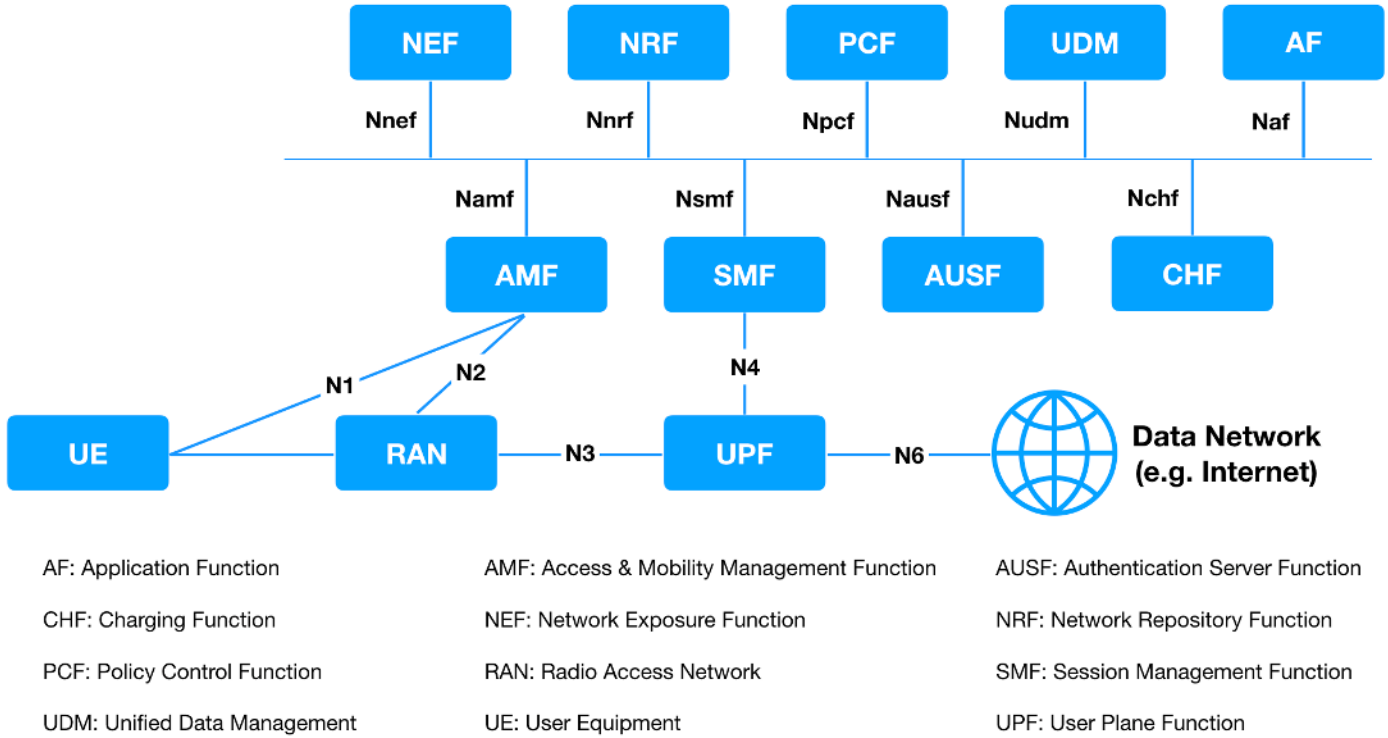 NEF NRF PCF UDM AF
Nnef Nnrf Npcf Nudm Naf
Namf Nsmf Nausf Nchf
AMF SMF AUSF CHF
N1 N2 N4
UE RAN N3 UPF N6 Data Network
(e.g. Internet)
AF: Application Function AMF: Access & Mobility Management Function AUSF: Authentication Server Function
CHF: Charging Function NEF: Network Exposure Function NRF: Network Repository Function
PCF: Policy Control Function RAN: Radio Access Network SMF: Session Management Function
UDM: Unified Data Management UE: User Equipment UPF: User Plane Function